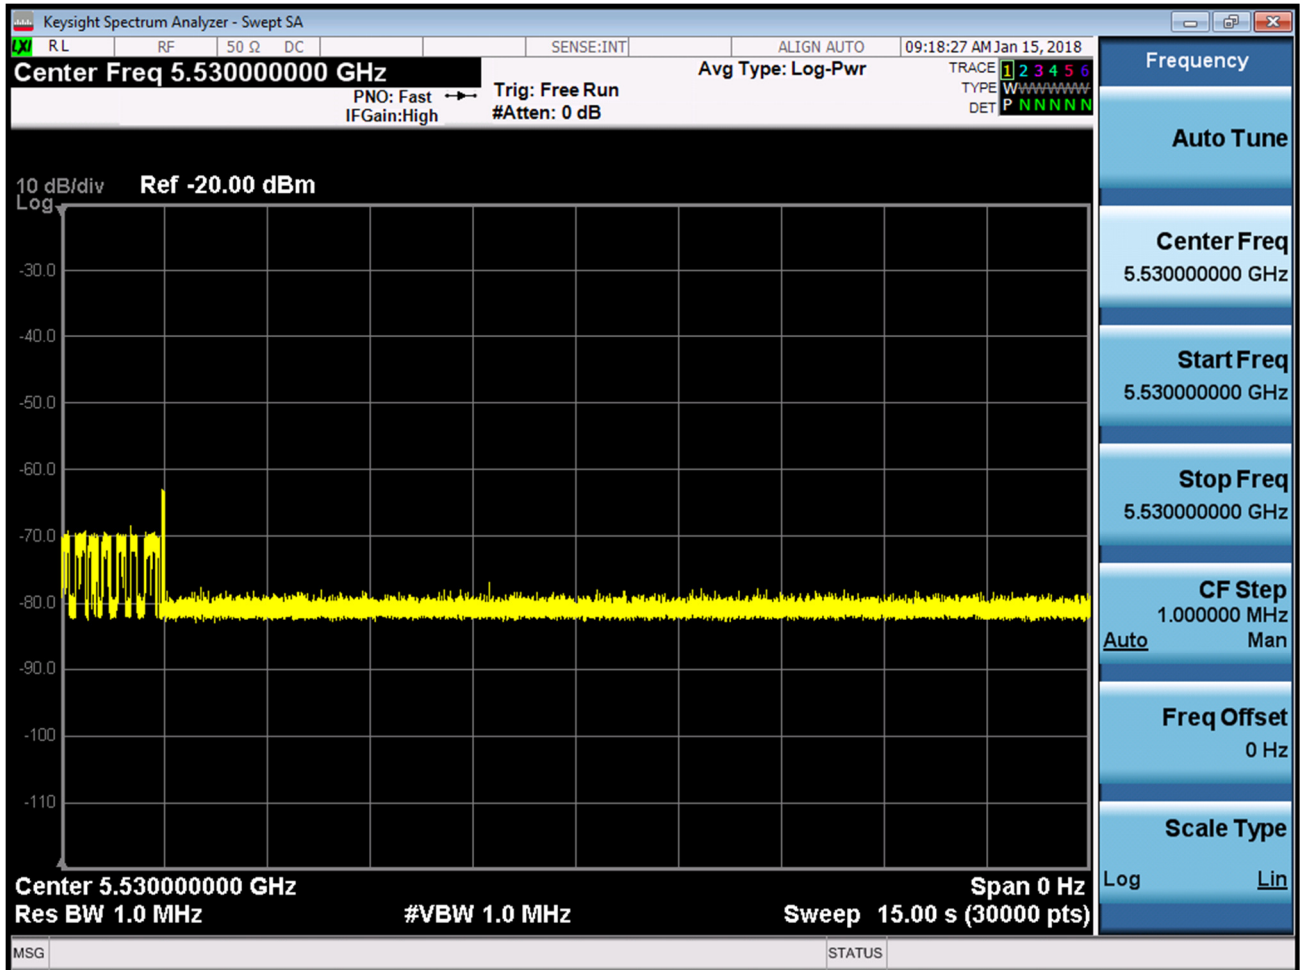 Keysight Spectrum Analyzer - Swept SA
LXI RL RF 50 Ω DC SENSE:INT ALIGN AUTO 09:18:27 AM Jan 15, 2018
Center Freq 5.530000000 GHz
PNO: Fast
IFGain:High
Trig: Free Run
#Atten: 0 dB
Avg Type: Log-Pwr
TRACE 1 2 3 4 5 6
TYPE WWWWWW
DET P N N N N N
10 dB/div
Log
Ref -20.00 dBm
-30.0
-40.0
-50.0
-60.0
-70.0
-80.0
-90.0
-100
-110
Center 5.530000000 GHz
Span 0 Hz
Res BW 1.0 MHz
#VBW 1.0 MHz
Sweep 15.00 s (30000 pts)
MSG
STATUS
Frequency
Auto Tune
Center Freq
5.530000000 GHz
Start Freq
5.530000000 GHz
Stop Freq
5.530000000 GHz
CF Step
1.000000 MHz
Auto Man
Freq Offset
0 Hz
Scale Type
Log Lin